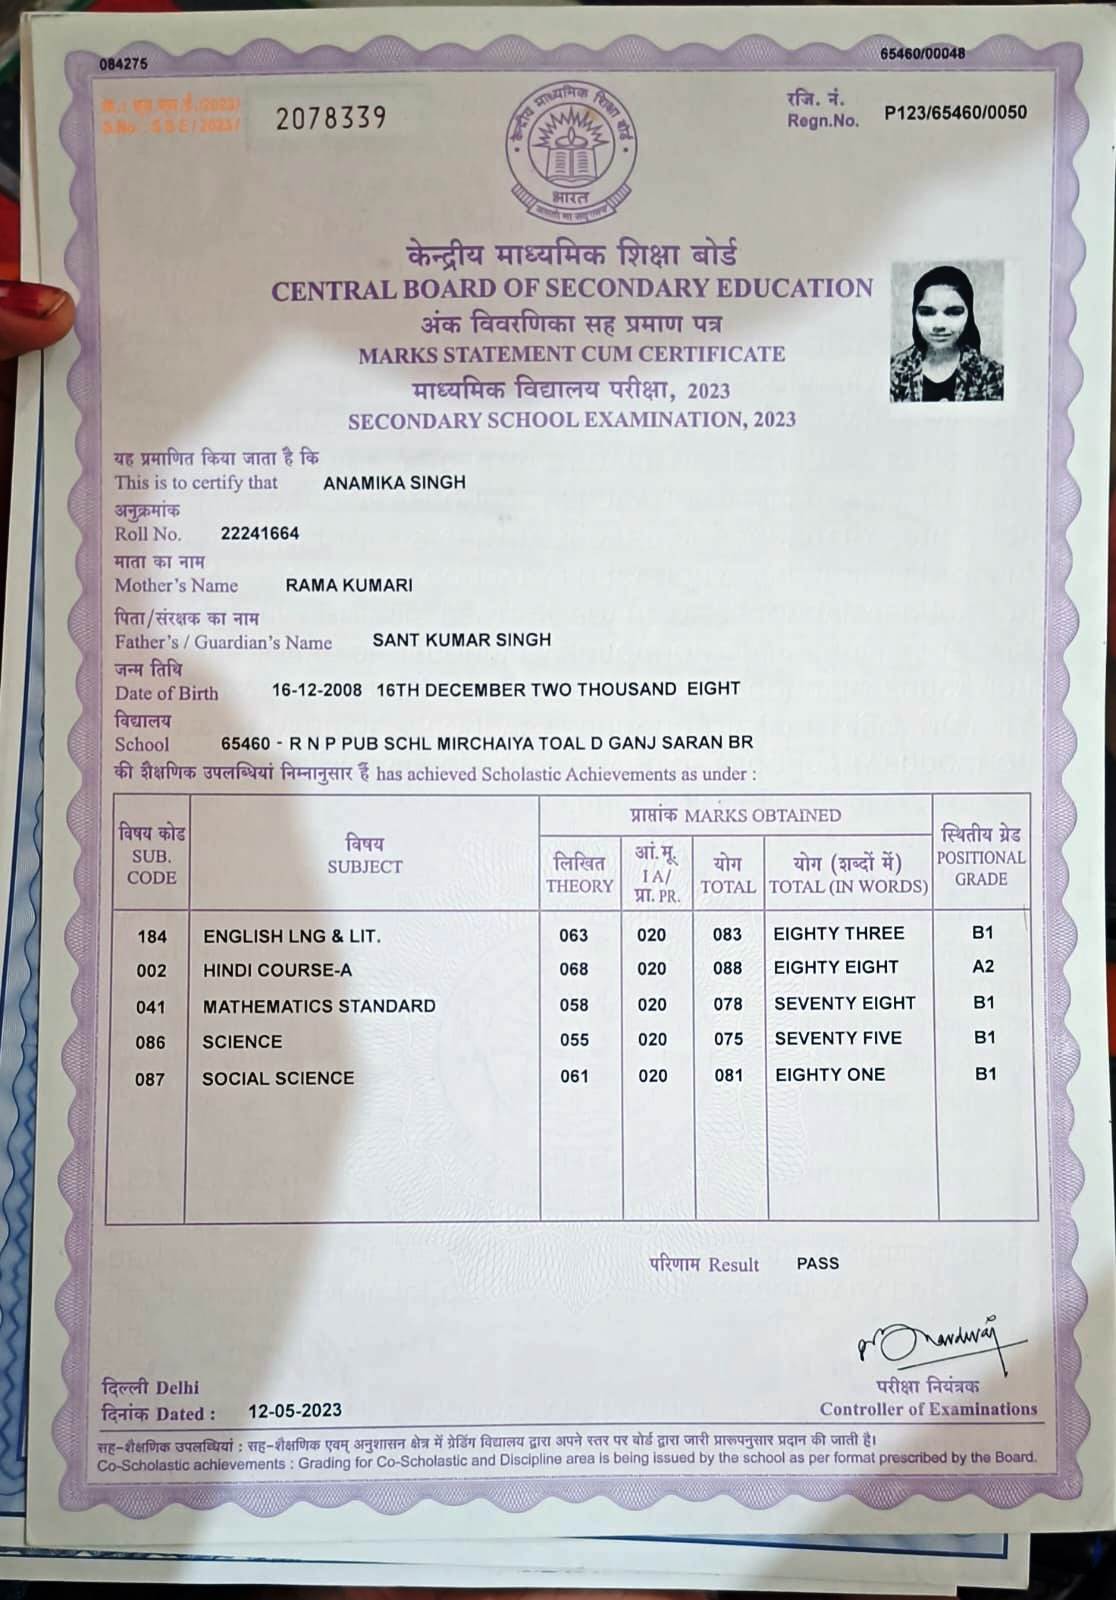 084275
65460/00048
S.No. SSE/2023/
2078339
रजि. नं.
Regn.No. P123/65460/0050
केन्द्रीय माध्यमिक शिक्षा बोर्ड
भारत
केन्द्रीय माध्यमिक शिक्षा बोर्ड
CENTRAL BOARD OF SECONDARY EDUCATION
अंक विवरणिका सह प्रमाण पत्र
MARKS STATEMENT CUM CERTIFICATE
माध्यमिक विद्यालय परीक्षा, 2023
SECONDARY SCHOOL EXAMINATION, 2023
यह प्रमाणित किया जाता है कि
This is to certify that ANAMIKA SINGH
अनुक्रमांक
Roll No. 22241664
माता का नाम
Mother's Name RAMA KUMARI
पिता/संरक्षक का नाम
Father's / Guardian's Name SANT KUMAR SINGH
जन्म तिथि
Date of Birth 16-12-2008 16TH DECEMBER TWO THOUSAND EIGHT
विद्यालय
School 65460 - R N P PUB SCHL MIRCHAIYA TOAL D GANJ SARAN BR
की शैक्षणिक उपलब्धियां निम्नानुसार हैं has achieved Scholastic Achievements as under :
विषय कोड
SUB.
CODE
विषय
SUBJECT
प्राप्तांक MARKS OBTAINED
लिखित
THEORY
आं.मू.
I A/
प्रा. PR.
योग
TOTAL
योग (शब्दों में)
TOTAL (IN WORDS)
स्थितीय ग्रेड
POSITIONAL
GRADE
184 ENGLISH LNG & LIT. 063 020 083 EIGHTY THREE B1
002 HINDI COURSE-A 068 020 088 EIGHTY EIGHT A2
041 MATHEMATICS STANDARD 058 020 078 SEVENTY EIGHT B1
086 SCIENCE 055 020 075 SEVENTY FIVE B1
087 SOCIAL SCIENCE 061 020 081 EIGHTY ONE B1
परिणाम Result PASS
दिल्ली Delhi
दिनांक Dated : 12-05-2023
परीक्षा नियंत्रक
Controller of Examinations
सह-शैक्षणिक उपलब्धियां : सह-शैक्षणिक एवम् अनुशासन क्षेत्र में ग्रेडिंग विद्यालय द्वारा अपने स्तर पर बोर्ड द्वारा जारी प्रारूपनुसार प्रदान की जाती है।
Co-Scholastic achievements : Grading for Co-Scholastic and Discipline area is being issued by the school as per format prescribed by the Board.